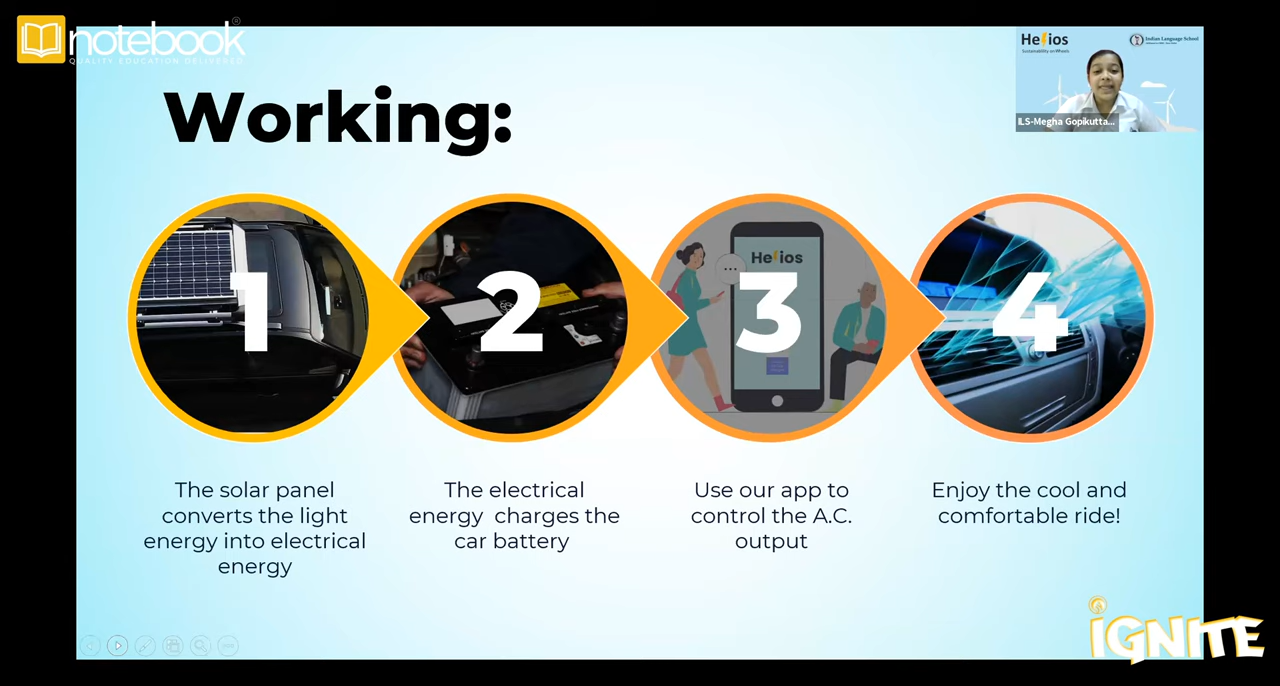 notebook
QUALITY EDUCATION DELIVERED
Helios
Sustainability on Wheels
Indian Language School
ILS-Megha Gopikutta...
Working:
1
2
3
4
Helios
The solar panel
converts the light
energy into electrical
energy
The electrical
energy charges the
car battery
Use our app to
control the A.C.
output
Enjoy the cool and
comfortable ride!
iGNITE